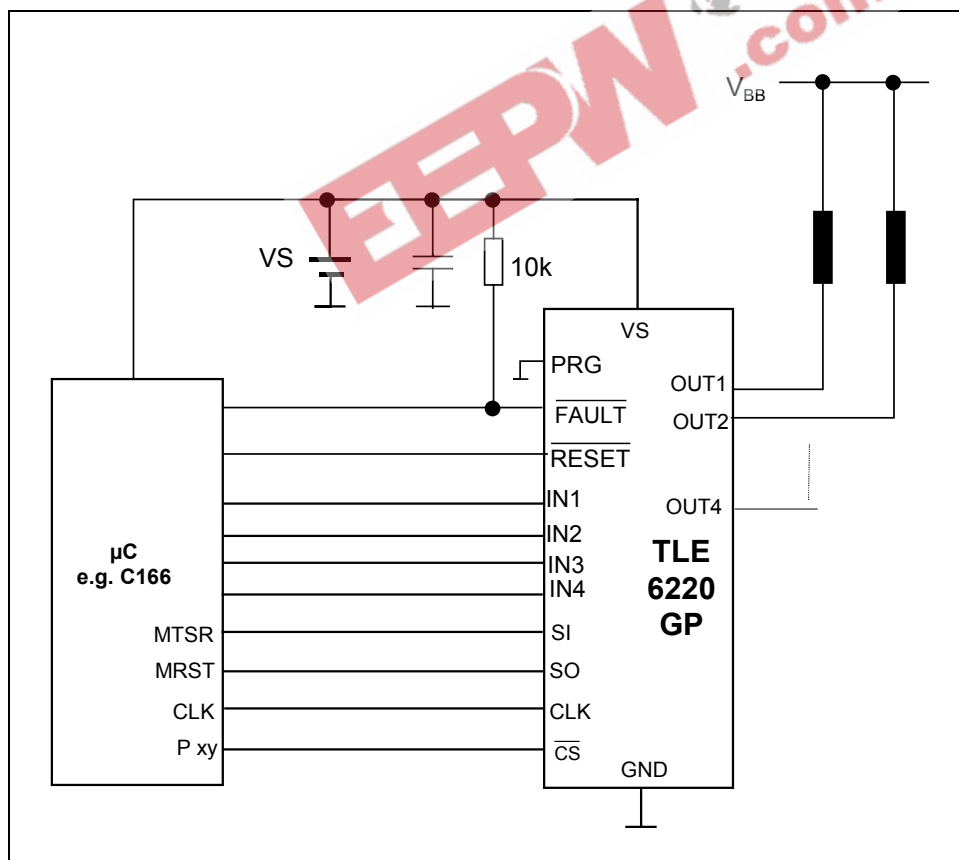 EEPW
.com
V_BB
VS
10k
VS
PRG
OUT1
FAULT
OUT2
RESET
IN1
OUT4
IN2
IN3
IN4
µC
e.g. C166
TLE
6220
GP
MTSR
SI
MRST
SO
CLK
CLK
P xy
CS
GND